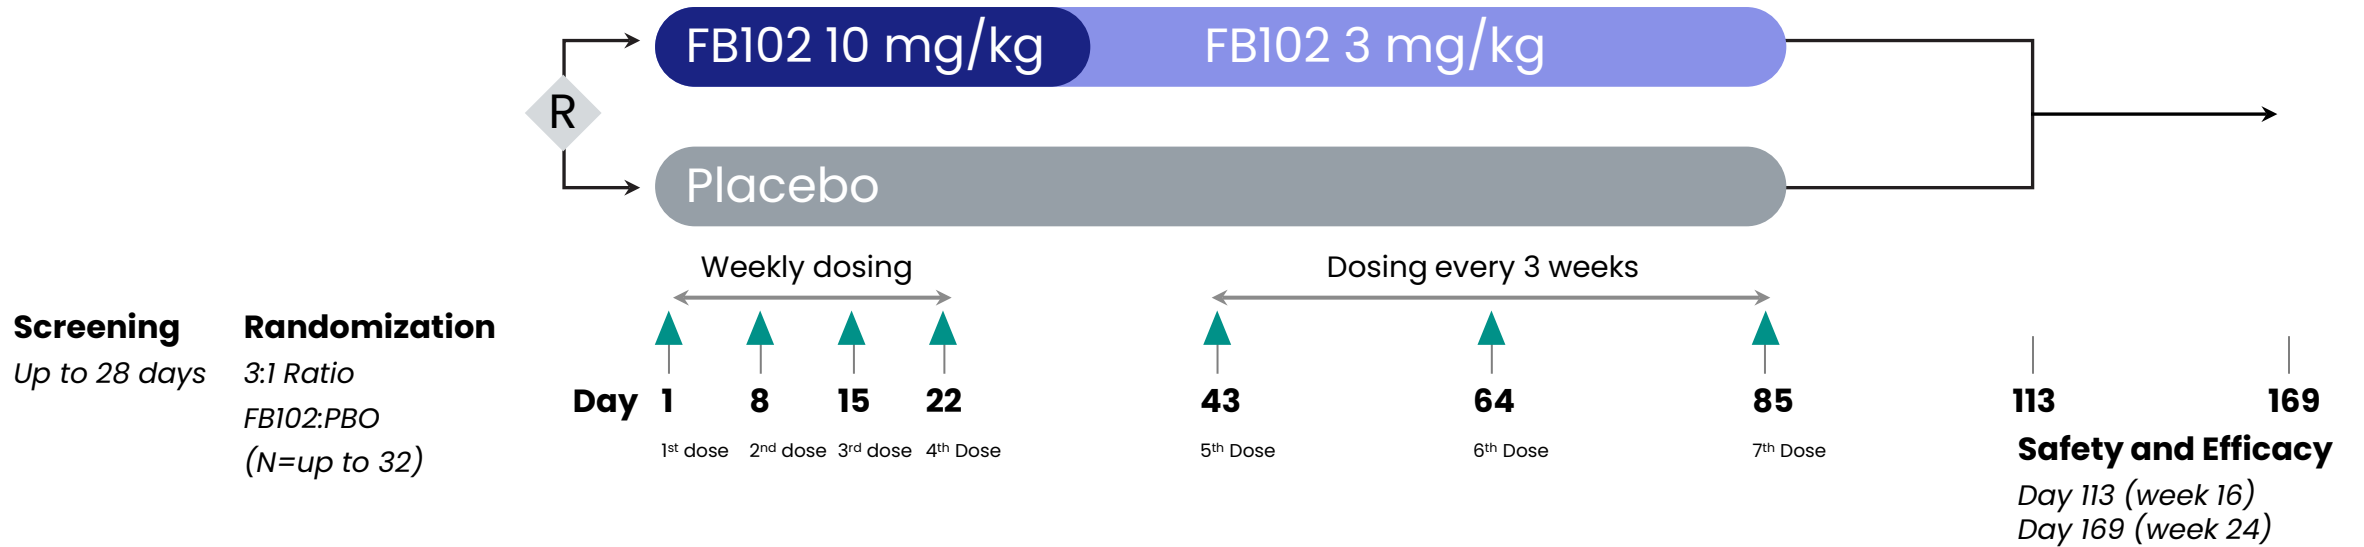 FB102 10 mg/kg FB102 3 mg/kg
R
Placebo
Weekly dosing Dosing every 3 weeks
Screening Randomization
Up to 28 days 3:1 Ratio
FB102:PBO
(N=up to 32)
Day 1 8 15 22 43 64 85 113 169
1st dose 2nd dose 3rd dose 4th Dose 5th Dose 6th Dose 7th Dose
Safety and Efficacy
Day 113 (week 16)
Day 169 (week 24)